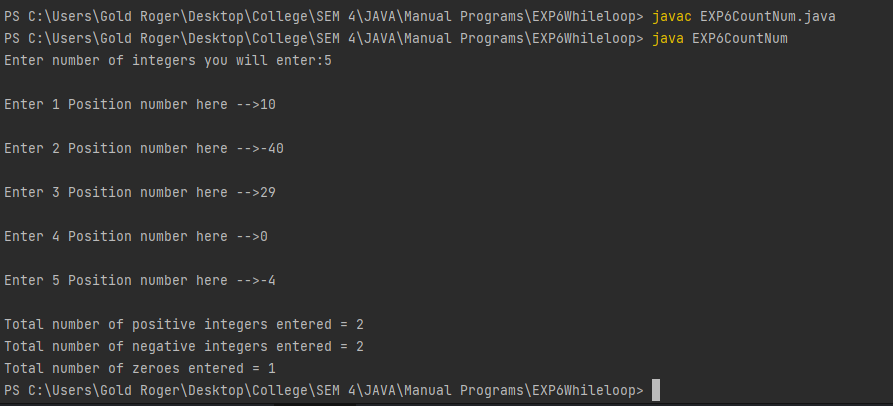 PS C:\Users\Gold Roger\Desktop\College\SEM 4\JAVA\Manual Programs\EXP6Whileloop> javac EXP6CountNum.java
PS C:\Users\Gold Roger\Desktop\College\SEM 4\JAVA\Manual Programs\EXP6Whileloop> java EXP6CountNum
Enter number of integers you will enter:5
Enter 1 Position number here -->10
Enter 2 Position number here -->-40
Enter 3 Position number here -->29
Enter 4 Position number here -->0
Enter 5 Position number here -->-4
Total number of positive integers entered = 2
Total number of negative integers entered = 2
Total number of zeroes entered = 1
PS C:\Users\Gold Roger\Desktop\College\SEM 4\JAVA\Manual Programs\EXP6Whileloop>